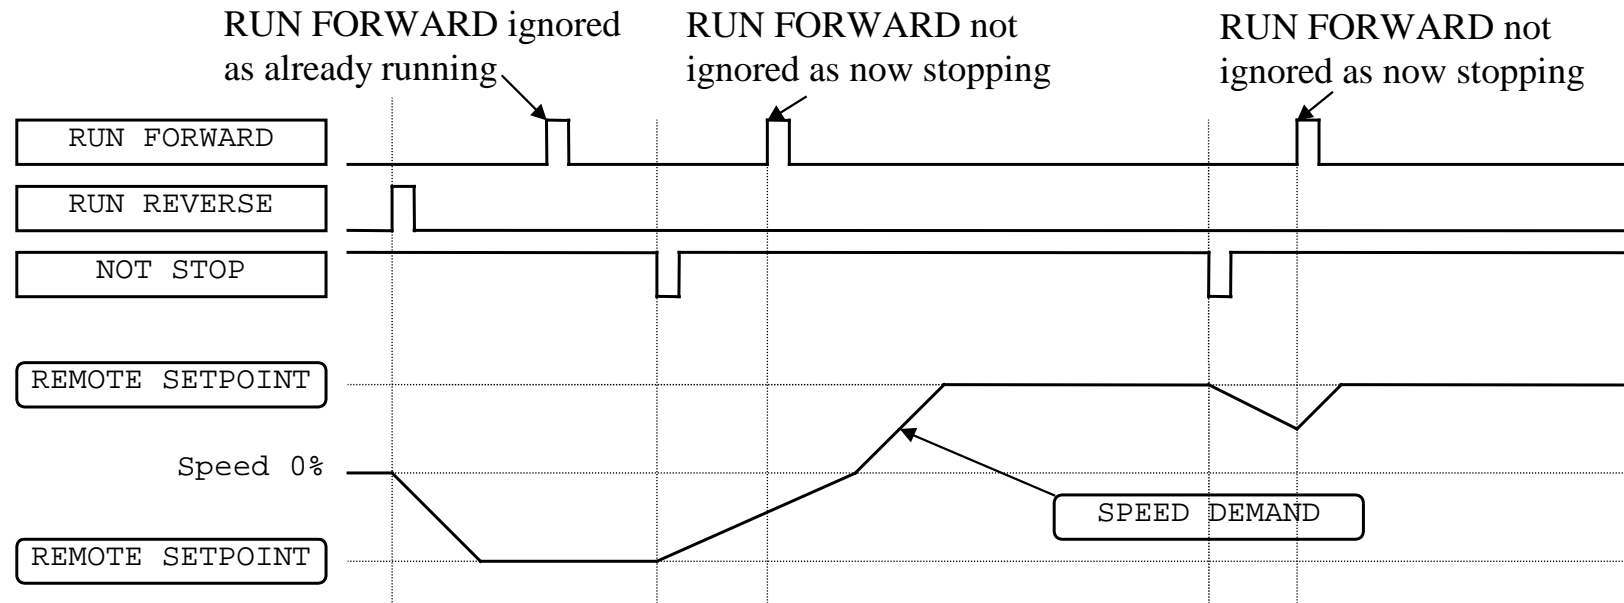 RUN FORWARD ignored
as already running
RUN FORWARD not
ignored as now stopping
RUN FORWARD not
ignored as now stopping
RUN FORWARD
RUN REVERSE
NOT STOP
REMOTE SETPOINT
Speed 0%
SPEED DEMAND
REMOTE SETPOINT